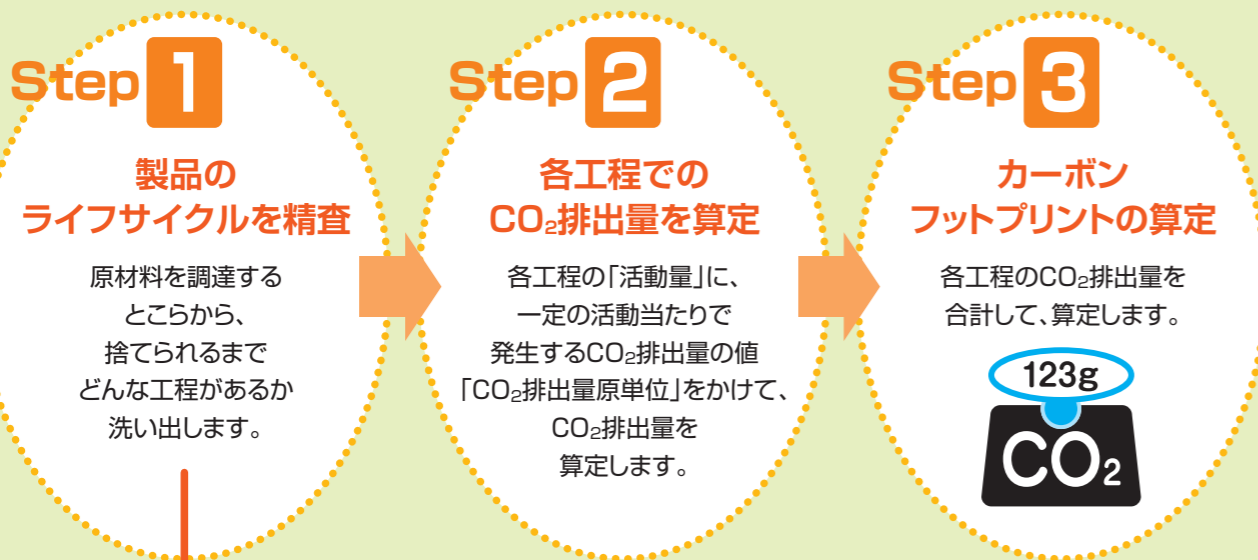 Step 1
製品の
ライフサイクルを精査
原材料を調達する
とこらから、
捨てられるまで
どんな工程があるか
洗い出します。
Step 2
各工程での
CO₂排出量を算定
各工程の「活動量」に、
一定の活動当たりで
発生するCO₂排出量の値
「CO₂排出量原単位」をかけて、
CO₂排出量を
算定します。
Step 3
カーボン
フットプリントの算定
各工程のCO₂排出量を
合計して、算定します。
123g
CO₂